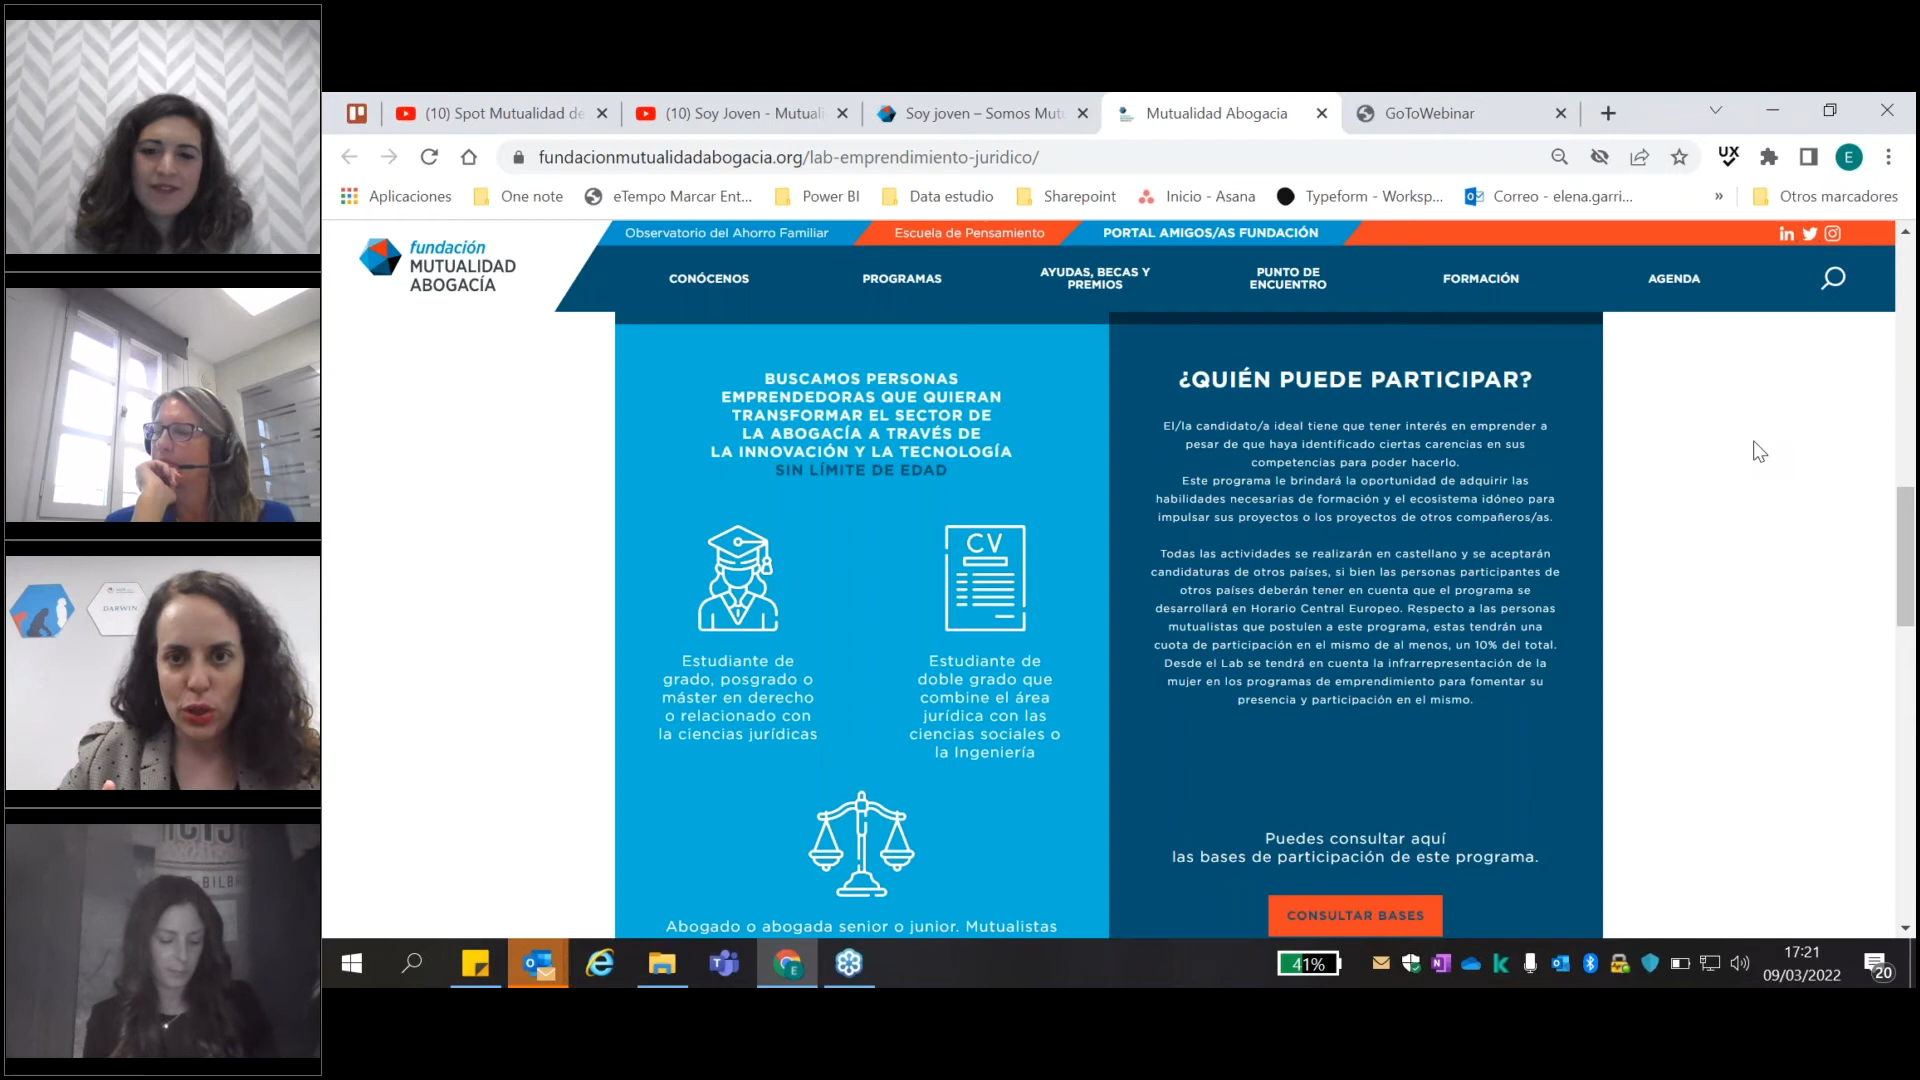 (10) Spot Mutualidad de
(10) Soy Joven - Mutuali
Soy joven – Somos Mutu
Mutualidad Abogacia
GoToWebinar
fundacionmutualidadabogacia.org/lab-emprendimiento-juridico/
UX
E
Aplicaciones
One note
eTempo Marcar Ent...
Power BI
Data estudio
Sharepoint
Inicio - Asana
Typeform - Worksp...
Correo - elena.garri...
»
Otros marcadores
fundación
MUTUALIDAD
ABOGACÍA
Observatorio del Ahorro Familiar
Escuela de Pensamiento
PORTAL AMIGOS/AS FUNDACIÓN
in
CONÓCENOS
PROGRAMAS
AYUDAS, BECAS Y
PREMIOS
PUNTO DE
ENCUENTRO
FORMACIÓN
AGENDA
BUSCAMOS PERSONAS
EMPRENDEDORAS QUE QUIERAN
TRANSFORMAR EL SECTOR DE
LA ABOGACÍA A TRAVÉS DE
LA INNOVACIÓN Y LA TECNOLOGÍA
SIN LÍMITE DE EDAD
CV
Estudiante de
grado, posgrado o
máster en derecho
o relacionado con
la ciencias jurídicas
Estudiante de
doble grado que
combine el área
jurídica con las
ciencias sociales o
la Ingeniería
Abogado o abogada senior o junior. Mutualistas
¿QUIÉN PUEDE PARTICIPAR?
El/la candidato/a ideal tiene que tener interés en emprender a
pesar de que haya identificado ciertas carencias en sus
competencias para poder hacerlo.
Este programa le brindará la oportunidad de adquirir las
habilidades necesarias de formación y el ecosistema idóneo para
impulsar sus proyectos o los proyectos de otros compañeros/as.
Todas las actividades se realizarán en castellano y se aceptarán
candidaturas de otros países, si bien las personas participantes de
otros países deberán tener en cuenta que el programa se
desarrollará en Horario Central Europeo. Respecto a las personas
mutualistas que postulen a este programa, estas tendrán una
cuota de participación en el mismo de al menos, un 10% del total.
Desde el Lab se tendrá en cuenta la infrarrepresentación de la
mujer en los programas de emprendimiento para fomentar su
presencia y participación en el mismo.
Puedes consultar aquí
las bases de participación de este programa.
CONSULTAR BASES
DARWIN
41%
17:21
09/03/2022
20